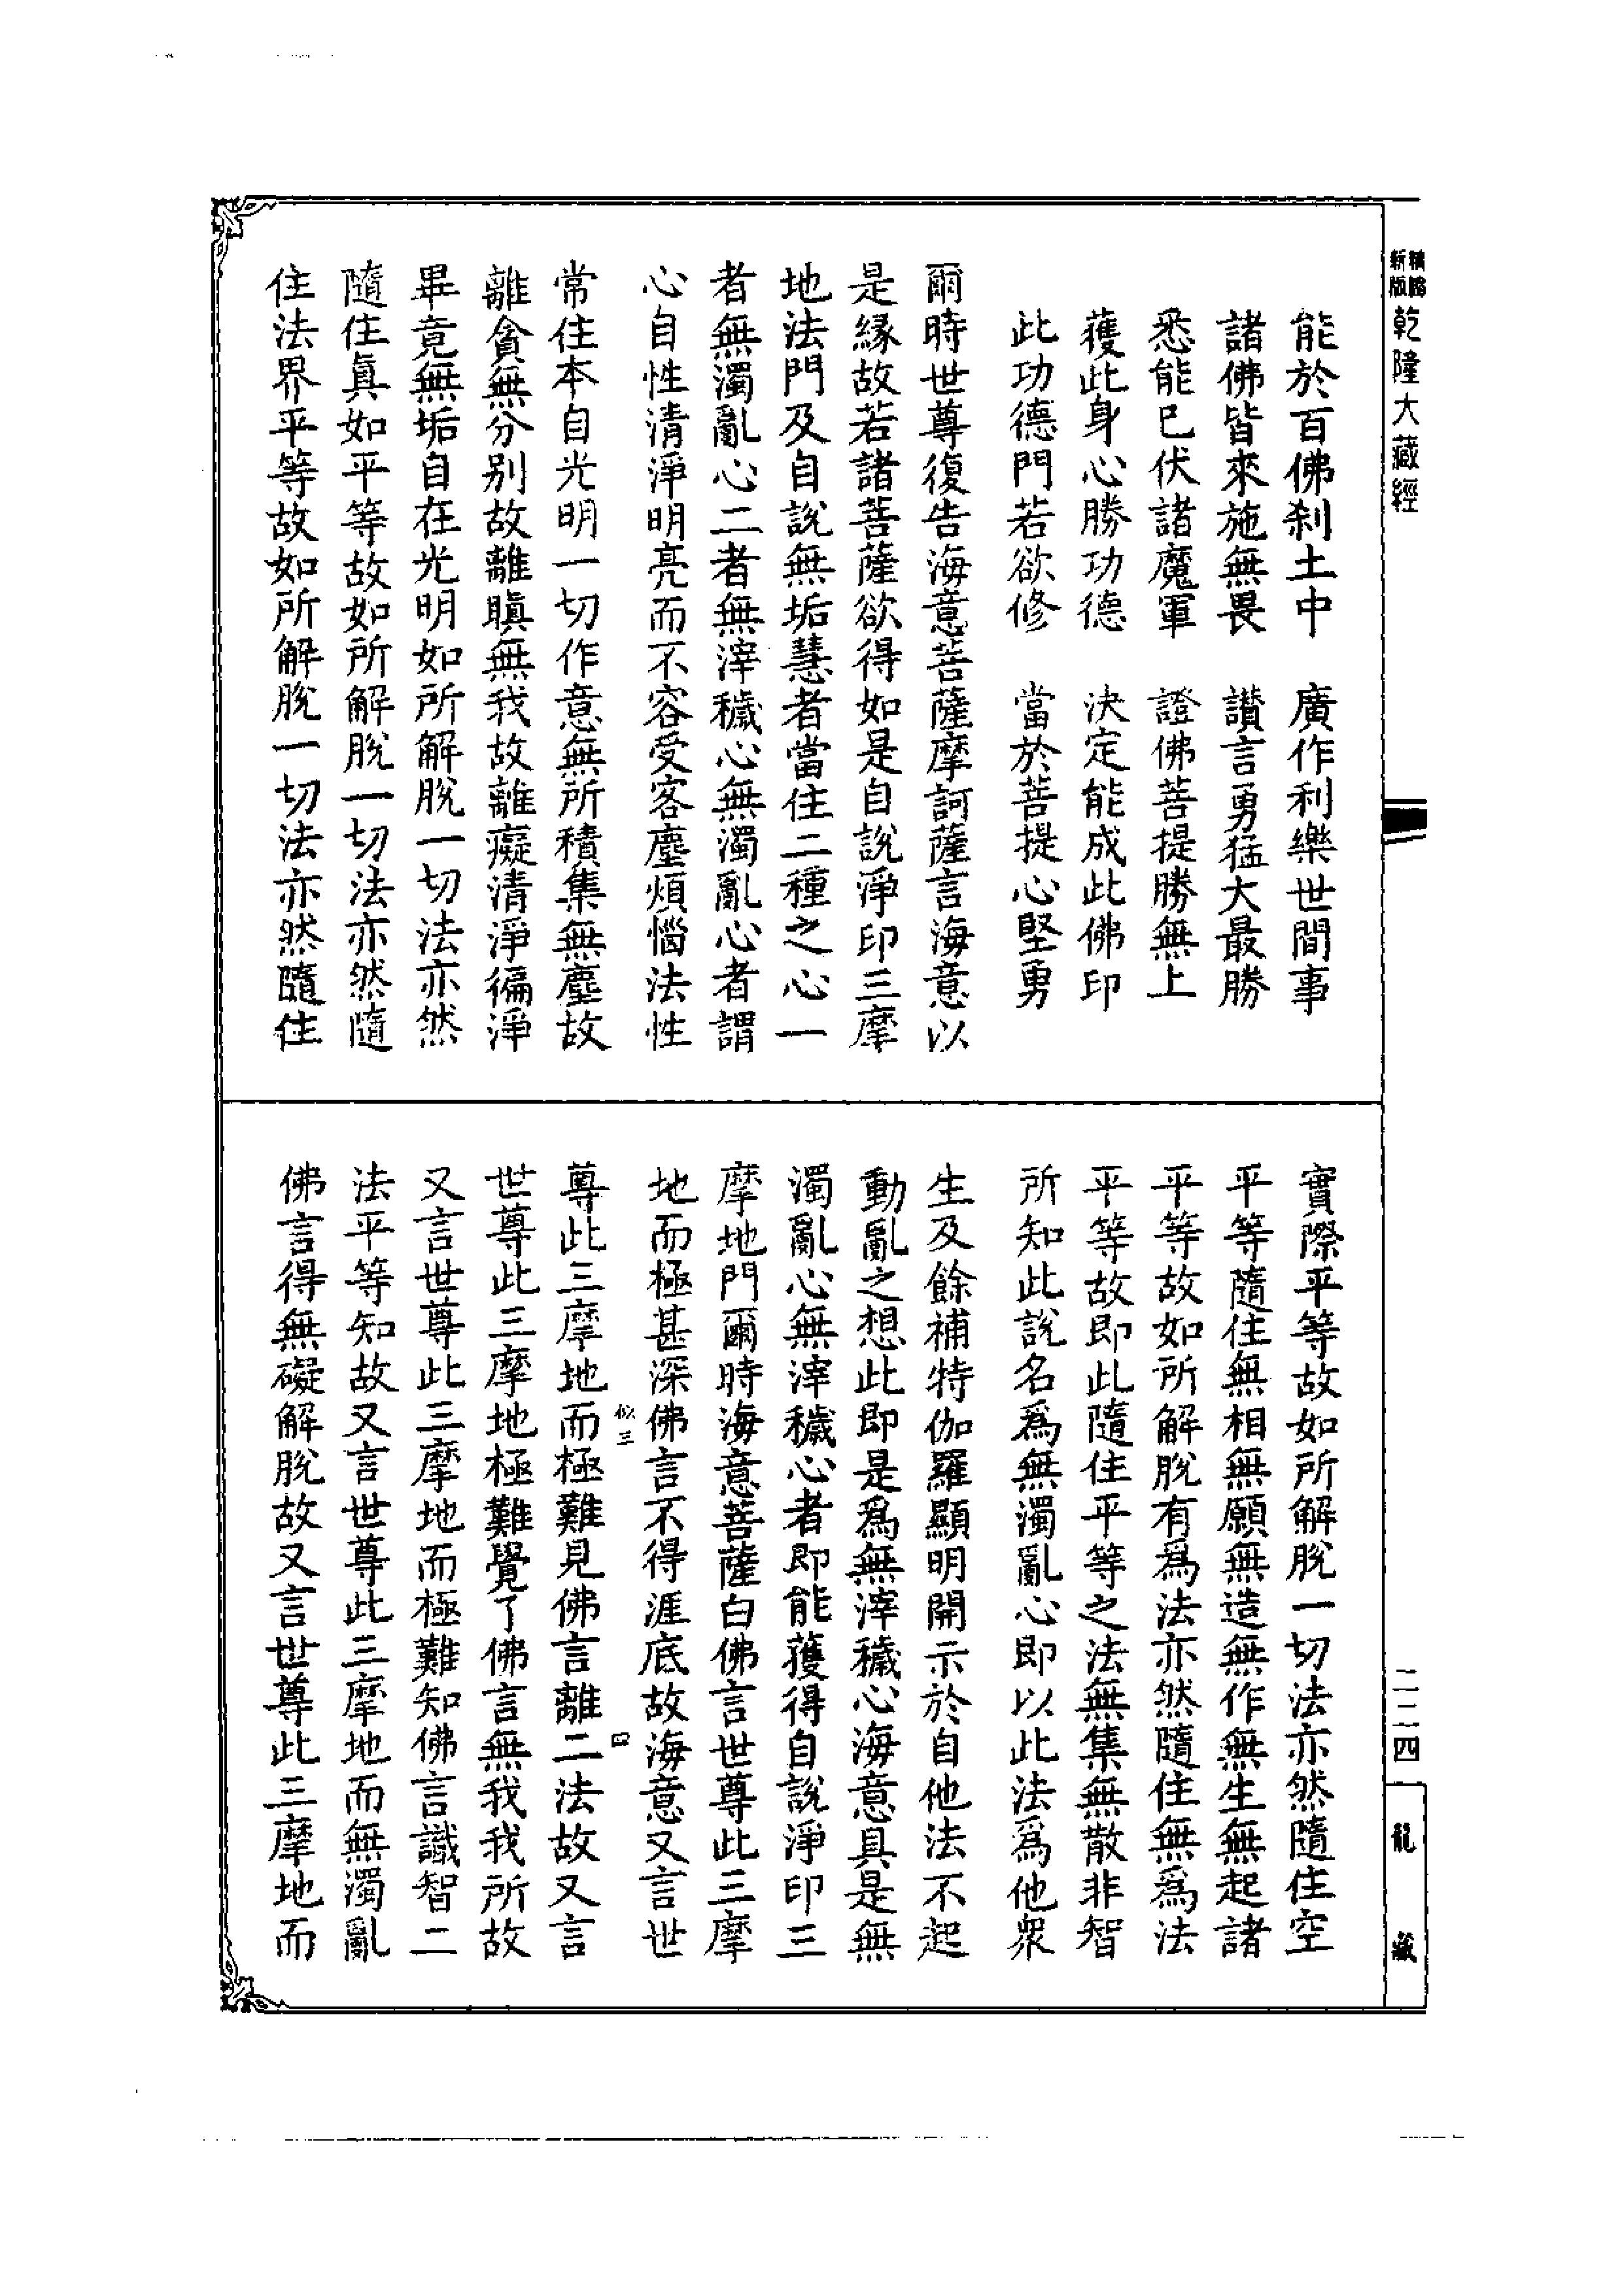 新版
乾隆大藏經
能於百佛刹土中　廣作利樂世間事
諸佛皆來施無畏　讃言勇猛大最勝
悉能已伏諸魔軍　證佛菩提勝無上
獲此身心勝功德　決定能成此佛印
此功德門若欲修　當於菩提心堅勇
爾時世尊復告海意菩薩摩訶薩言海意以
是緣故若諸菩薩欲得如是自說淨印三摩
地法門及自說無垢慧者當住二種之心一
者無濁亂心二者無滓穢心無濁亂心者謂
心自性清淨明亮而不容受客塵煩惱法性
常住本自光明一切作意無所積集無塵故
離貪無分别故離瞋無我故離癡清淨徧淨
畢竟無垢自在光明如所解脫一切法亦然
隨住眞如平等故如所解脫一切法亦然隨
住法界平等故如所解脫一切法亦然隨住
實際平等故如所解脫一切法亦然隨住空
平等隨住無相無願無造無作無生無起諸
平等故如所解脫有爲法亦然隨住無爲法
平等故即此隨住平等之法無集無散非智
所知此說名爲無濁亂心即以此法爲他衆
生及餘補特伽羅顯明開示於自他法不起
動亂之想此即是爲無滓穢心海意具是無
濁亂心無滓穢心者即能獲得自說淨印三
摩地門爾時海意菩薩白佛言世尊此三摩
地而極甚深佛言不得涯底故海意又言世
似三
四
尊此三摩地而極難見佛言離二法故又言
世尊此三摩地極難覺了佛言無我我所故
又言世尊此三摩地而極難知佛言識智二
法平等知故又言世尊此三摩地而無濁亂
佛言得無礙解脫故又言世尊此三摩地而
二二四
龍藏